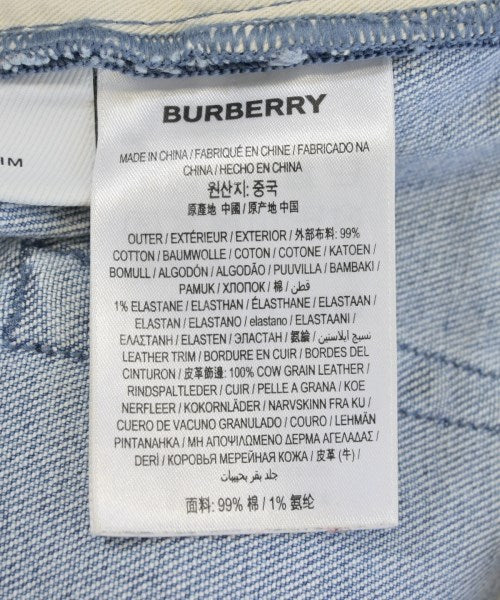 IM
BURBERRY
MADE IN CHINA / FABRIQUÉ EN CHINE / FABRICADO NA
CHINA / HECHO EN CHINA
원산지: 중국
原產地 中國 / 原产地 中国
OUTER / EXTÉRIEUR / EXTERIOR / 外部布料: 99%
COTTON / BAUMWOLLE / COTON / COTONE / KATOEN /
BOMULL / ALGODÓN / ALGODÃO / PUUVILLA / BAMBAKI /
PAMUK / ХЛОПОК / 棉 / قطن /
1% ELASTANE / ELASTHAN / ÉLASTHANE / ELASTAAN /
ELASTAN / ELASTANO / elastano / ELASTAANI /
ΕΛΑΣΤΑΝΗ / ELASTEN / ЭЛАСТАН / 氨綸 / نسيج ايلاستين
LEATHER TRIM / BORDURE EN CUIR / BORDES DEL
CINTURON / 皮革飾邊: 100% COW GRAIN LEATHER /
RINDSPALTLEDER / CUIR / PELLE A GRANA / KOE
NERFLEER / KOKORNLÄDER / NARVSKINN FRA KU /
CUERO DE VACUNO GRANULADO / COURO / LEHMÄN
PINTANAHKA / ΜΗ ΑΠΟΨΙΛΩΜΕΝΟ ΔΕΡΜΑ ΑΓΕΛΑΔΑΣ /
DERİ / КОРОВЬЯ МЕРЕЙНАЯ КОЖА / 皮革 (牛) /
جلد بقر بحبيبات
面料: 99% 棉 / 1% 氨纶